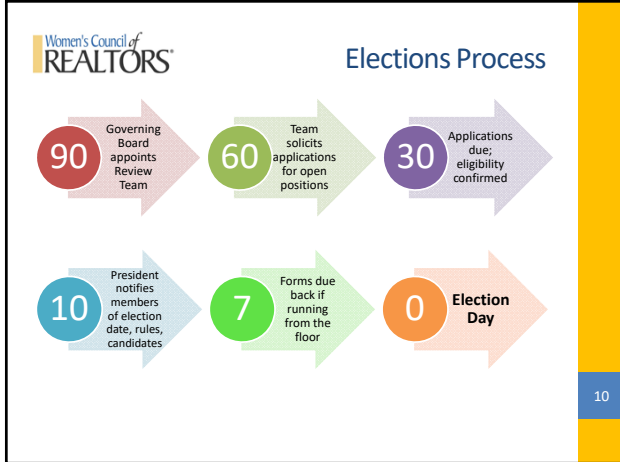 Women's Council of
REALTORS®
Elections Process
90
Governing
Board
appoints
Review
Team
60
Team
solicits
applications
for open
positions
30
Applications
due;
eligibility
confirmed
10
President
notifies
members
of election
date, rules,
candidates
7
Forms due
back if
running
from the
floor
0
Election
Day
10